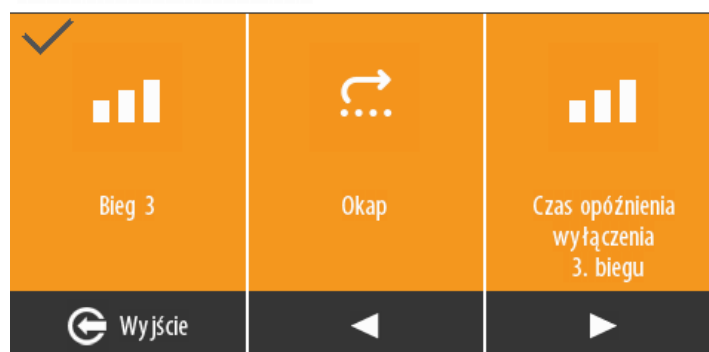 Bieg 3
Okap
Czas opóźnienia
wyłączenia
3. biegu
Wyjście